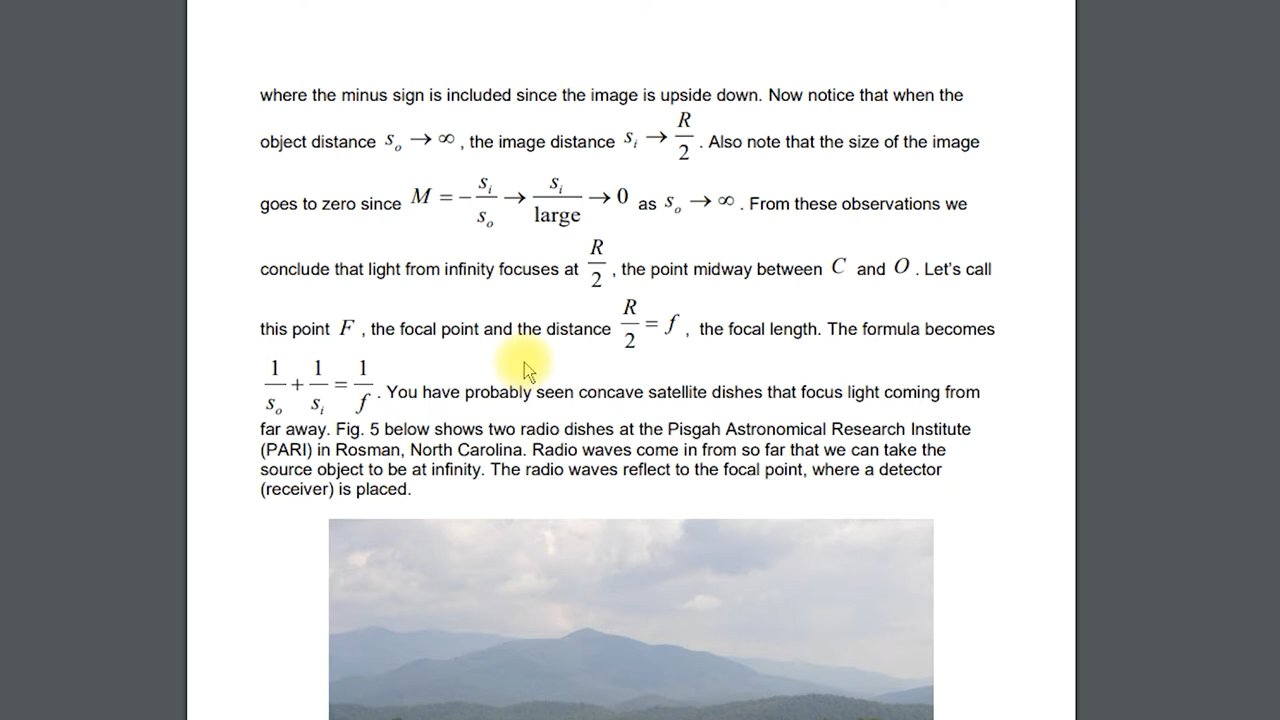 where the minus sign is included since the image is upside down. Now notice that when the
object distance s_o → ∞ , the image distance s_i → R/2 . Also note that the size of the image
goes to zero since M = − s_i/s_o → s_i/large → 0 as s_o → ∞ . From these observations we
conclude that light from infinity focuses at R/2 , the point midway between C and O . Let’s call
this point F , the focal point and the distance R/2 = f , the focal length. The formula becomes
1/s_o + 1/s_i = 1/f . You have probably seen concave satellite dishes that focus light coming from
far away. Fig. 5 below shows two radio dishes at the Pisgah Astronomical Research Institute
(PARI) in Rosman, North Carolina. Radio waves come in from so far that we can take the
source object to be at infinity. The radio waves reflect to the focal point, where a detector
(receiver) is placed.